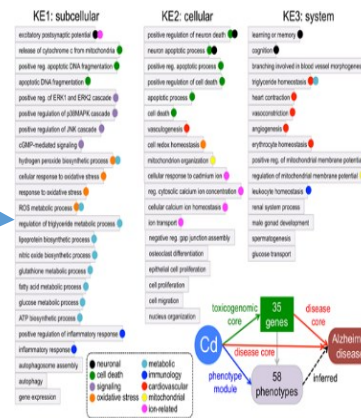 KE1: subcellular
excitatory postsynaptic potential
release of cytochrome c from mitochondria
positive reg. apoptotic DNA fragmentation
apoptotic DNA fragmentation
positive reg. of ERK1 and ERK2 cascade
positive regulation of p38MAPK cascade
positive regulation of JNK cascade
cGMP-mediated signaling
hydrogen peroxide biosynthetic process
cellular response to oxidative stress
response to oxidative stress
ROS metabolic process
regulation of triglyceride metabolic process
lipoprotein biosynthetic process
nitric oxide biosynthetic process
glutathione metabolic process
fatty acid metabolic process
glucose metabolic process
ATP biosynthetic process
positive regulation of inflammatory response
inflammatory response
autophagosome assembly
autophagy
gene expression
KE2: cellular
positive regulation of neuron death
neuron apoptotic process
positive reg. apoptotic process
positive regulation of cell death
apoptotic process
cell death
vasculogenesis
cell redox homeostasis
mitochondrion organization
cellular response to cadmium ion
reg. cytosolic calcium ion concentration
cellular calcium ion homeostasis
ion transport
negative reg. gap junction assembly
osteoclast differentiation
epithelial cell proliferation
cell proliferation
cell migration
nucleus organization
KE3: system
learning or memory
cognition
branching involved in blood vessel morphogenesis
triglyceride homeostasis
heart contraction
vasoconstriction
angiogenesis
erythrocyte homeostasis
positive reg. of mitochondrial membrane potential
regulation of mitochondrial membrane potential
leukocyte homeostasis
renal system process
male gonad development
spermatogenesis
glucose transport
neuronal
cell death
signaling
oxidative stress
metabolic
immunology
cardiovascular
mitochondrial
ion-related
toxicogenomic
core
35
genes
disease
core
Cd
disease core
Alzheimer
disease
phenotype
module
58
phenotypes
inferred